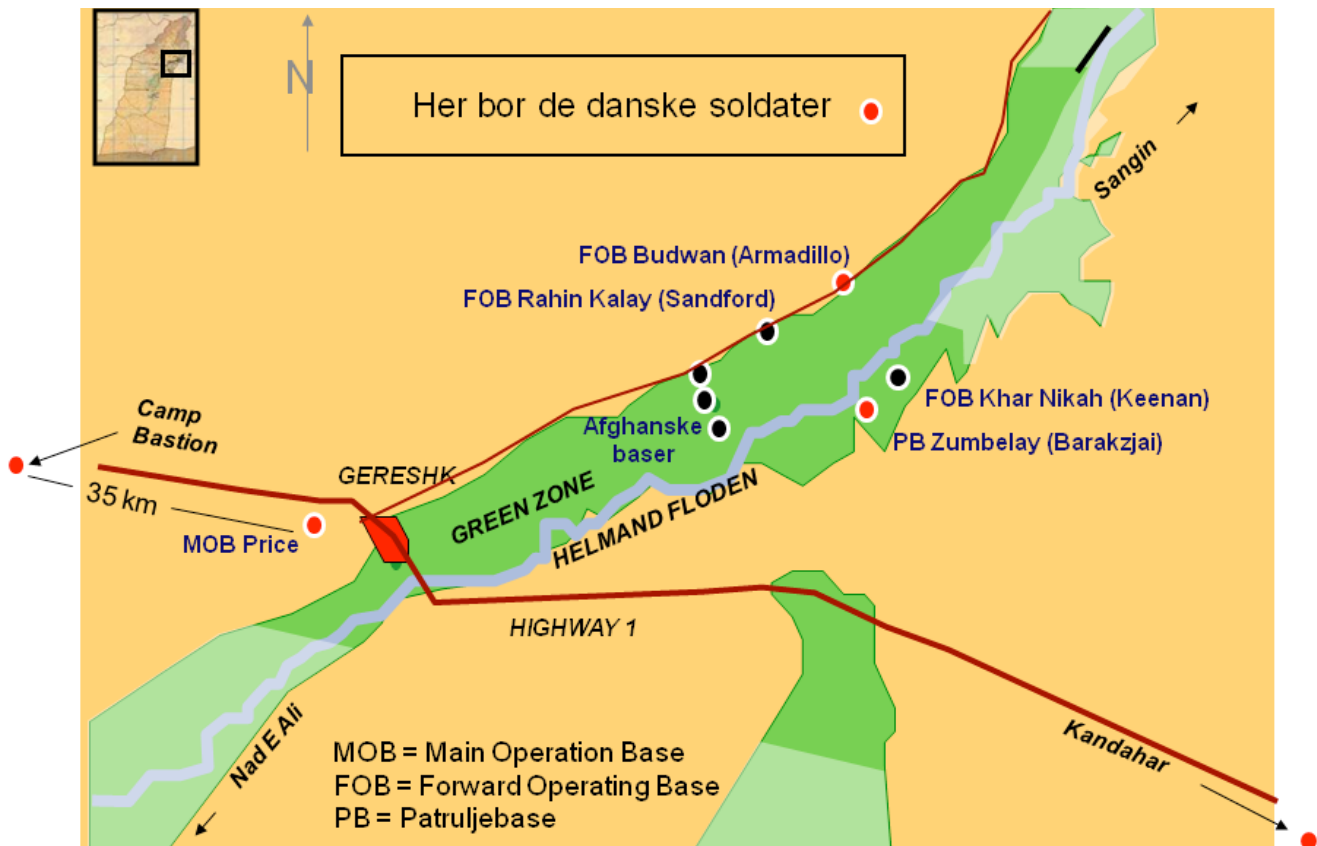 N
Her bor de danske soldater
Sangin
FOB Budwan (Armadillo)
FOB Rahin Kalay (Sandford)
Camp
Bastion
FOB Khar Nikah (Keenan)
Afghanske
baser
PB Zumbelay (Barakzjai)
GERESHK
35 km
GREEN ZONE
HELMAND FLODEN
MOB Price
HIGHWAY 1
Nad E Ali
Kandahar
MOB = Main Operation Base
FOB = Forward Operating Base
PB = Patruljebase